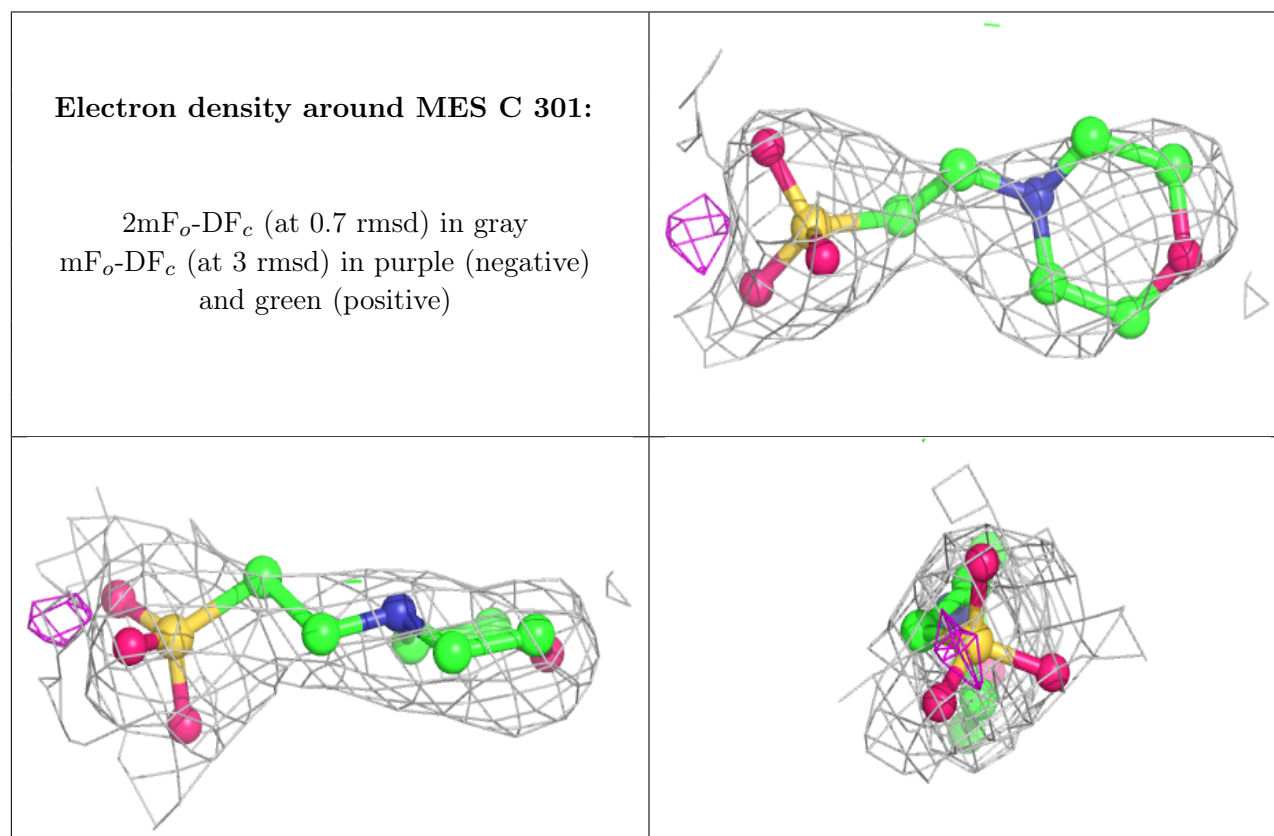 Electron density around MES C 301:
2mFo-DFc (at 0.7 rmsd) in gray
mFo-DFc (at 3 rmsd) in purple (negative)
and green (positive)